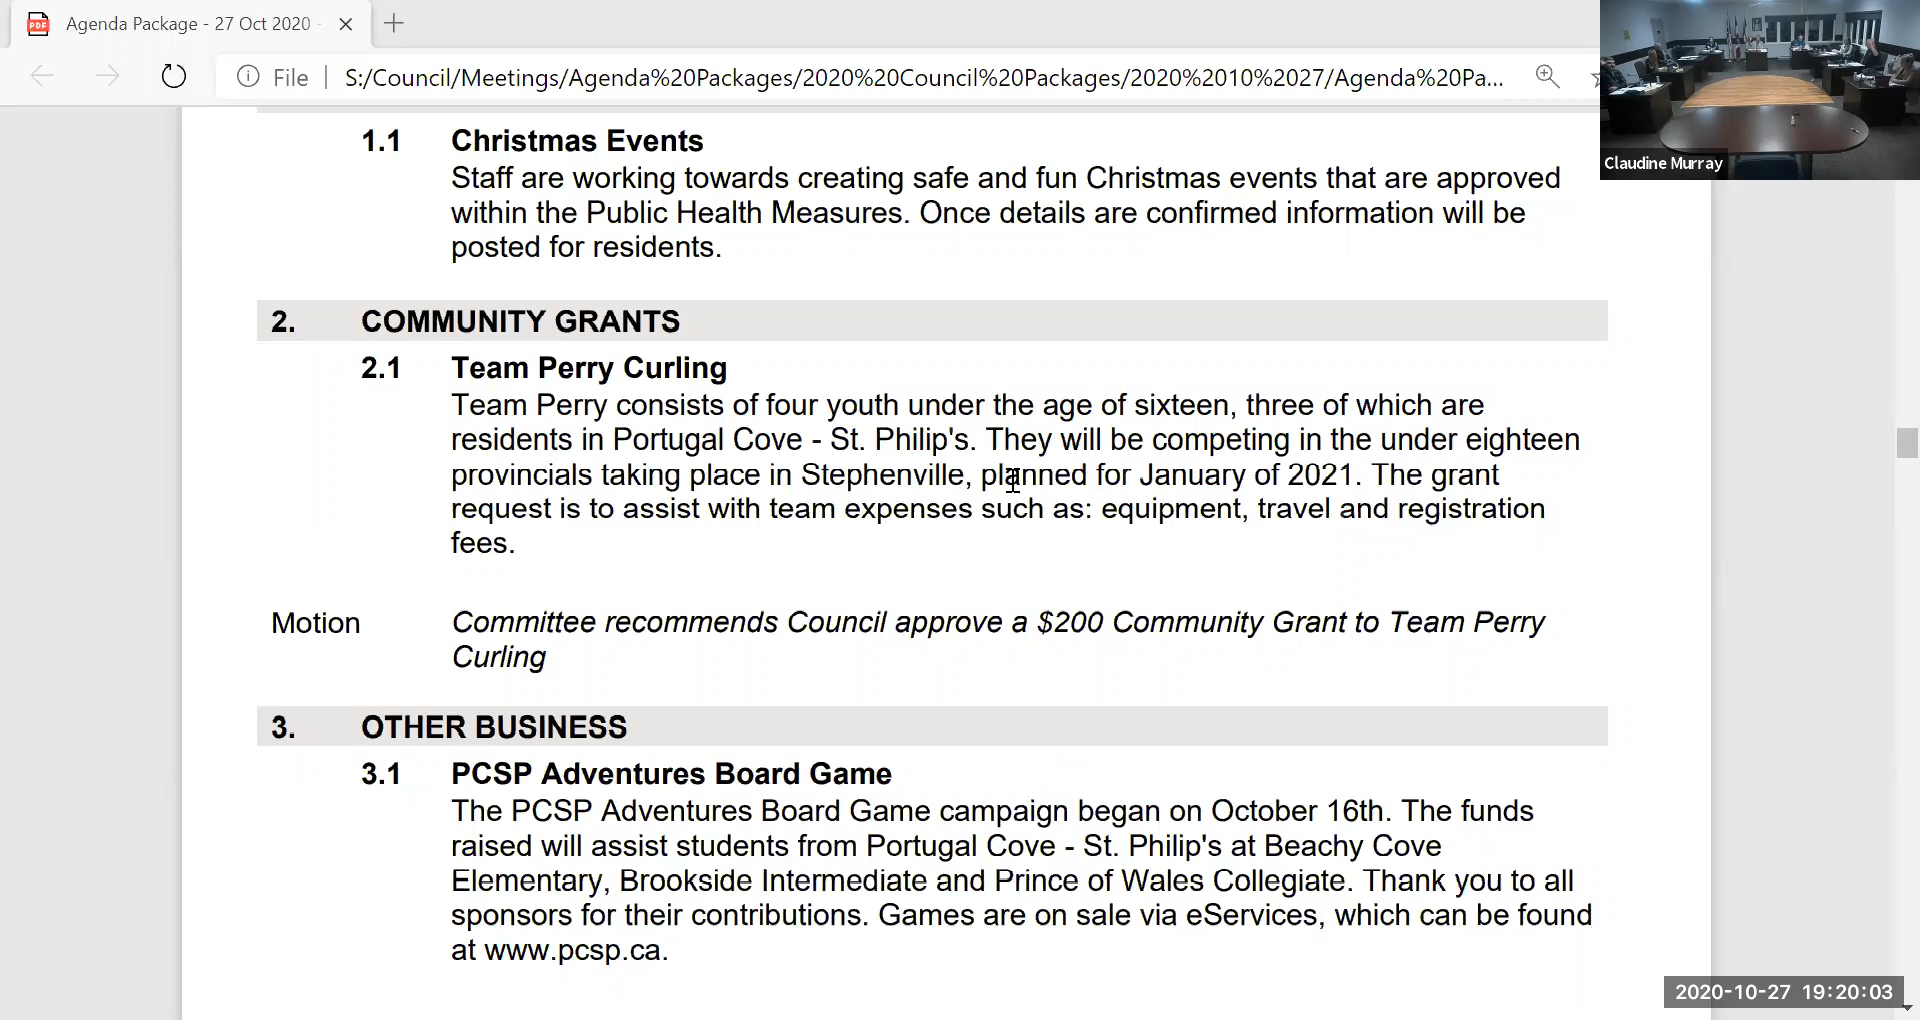 Agenda Package - 27 Oct 2020
File
S:/Council/Meetings/Agenda%20Packages/2020%20Council%20Packages/2020%2010%2027/Agenda%20Pa...
Claudine Murray
1.1 Christmas Events
Staff are working towards creating safe and fun Christmas events that are approved
within the Public Health Measures. Once details are confirmed information will be
posted for residents.
2. COMMUNITY GRANTS
2.1 Team Perry Curling
Team Perry consists of four youth under the age of sixteen, three of which are
residents in Portugal Cove - St. Philip's. They will be competing in the under eighteen
provincials taking place in Stephenville, planned for January of 2021. The grant
request is to assist with team expenses such as: equipment, travel and registration
fees.
Motion Committee recommends Council approve a $200 Community Grant to Team Perry
Curling
3. OTHER BUSINESS
3.1 PCSP Adventures Board Game
The PCSP Adventures Board Game campaign began on October 16th. The funds
raised will assist students from Portugal Cove - St. Philip's at Beachy Cove
Elementary, Brookside Intermediate and Prince of Wales Collegiate. Thank you to all
sponsors for their contributions. Games are on sale via eServices, which can be found
at www.pcsp.ca.
2020-10-27 19:20:03